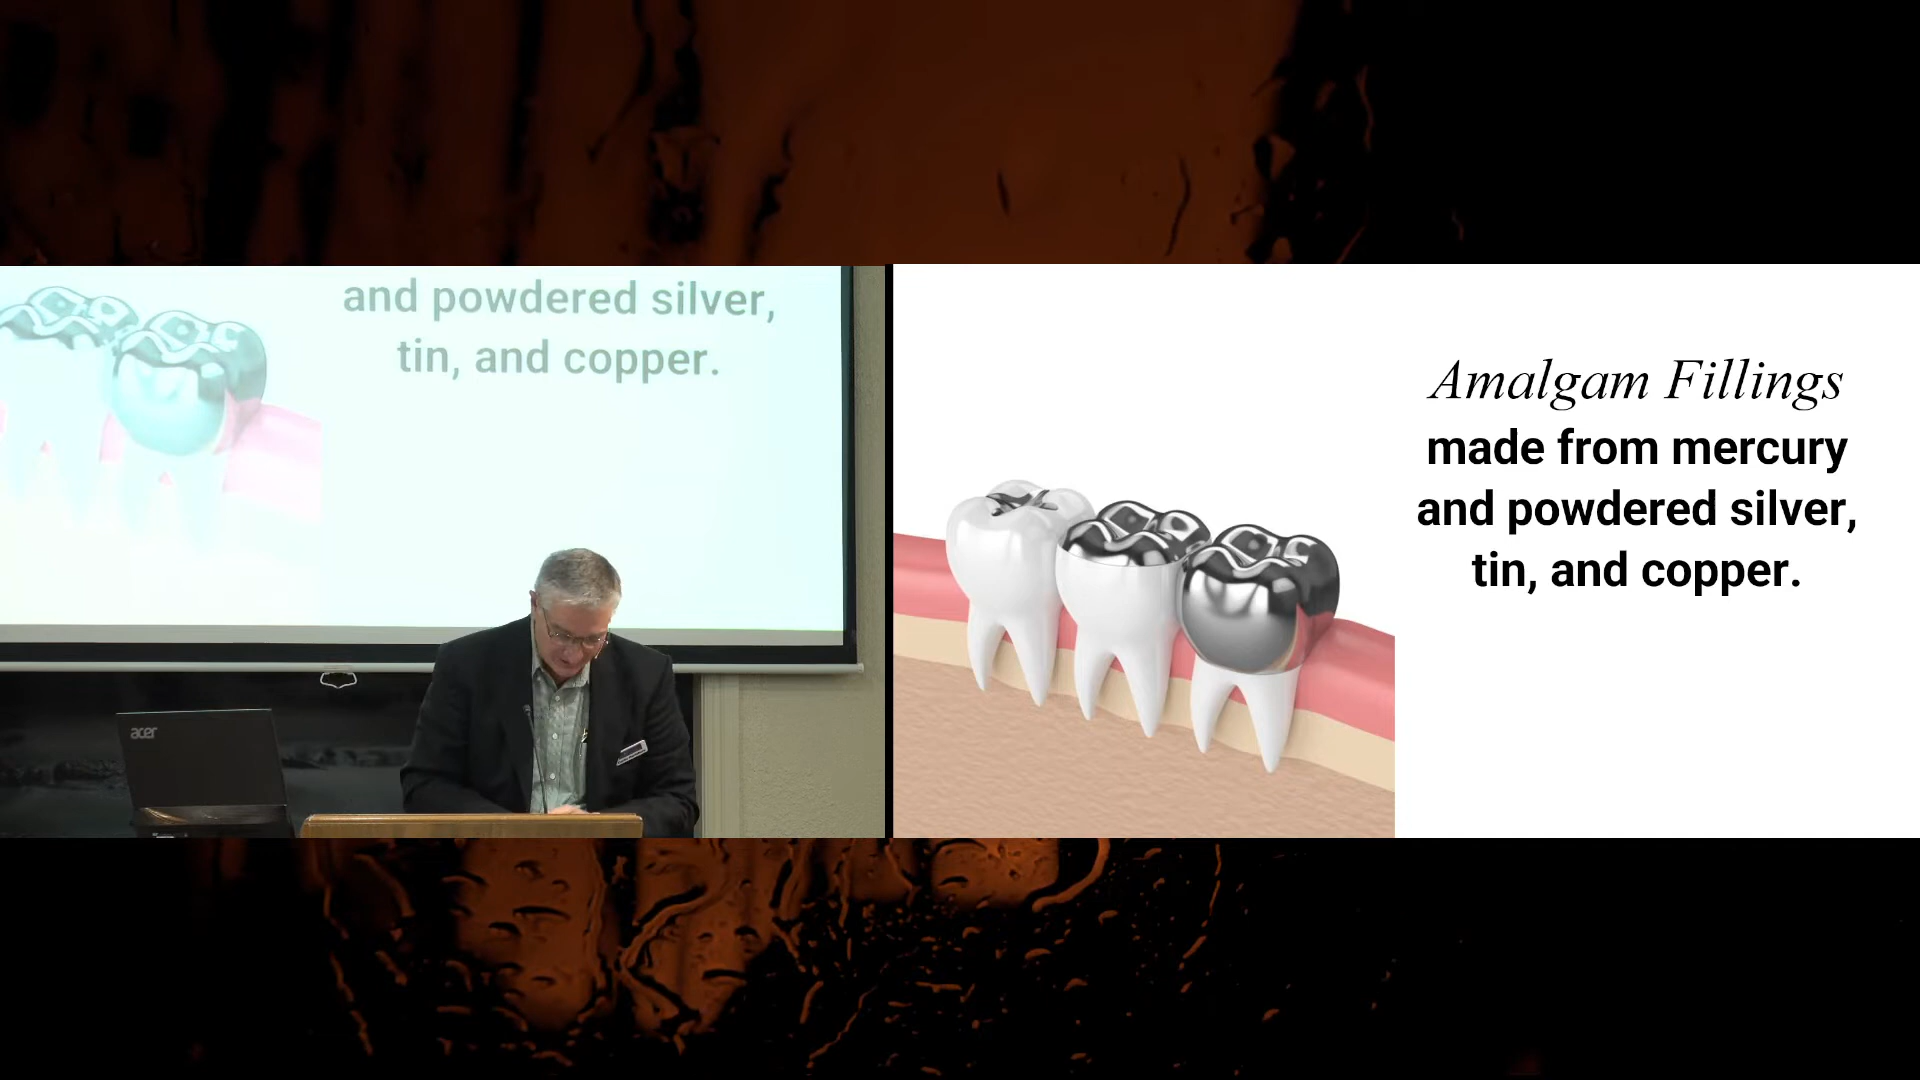 and powdered silver,
tin, and copper.
acer
Amalgam Fillings
made from mercury
and powdered silver,
tin, and copper.